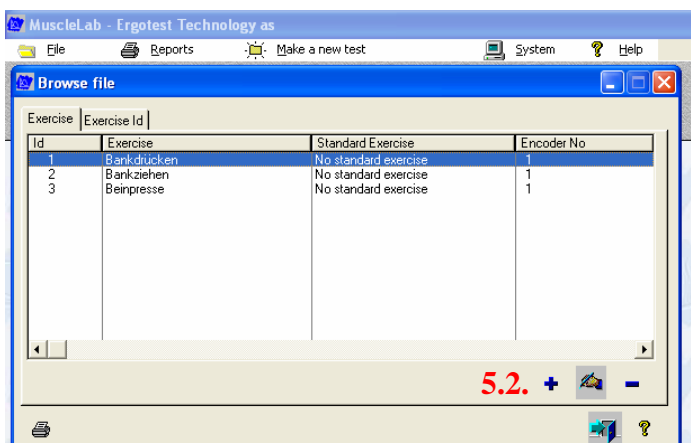 MuscleLab - Ergotest Technology as
File Reports Make a new test System ? Help
Browse file
Exercise Exercise Id
Id Exercise Standard Exercise Encoder No
1 Bankdrücken No standard exercise 1
2 Bankziehen No standard exercise 1
3 Beinpresse No standard exercise 1
5.2. + -
?